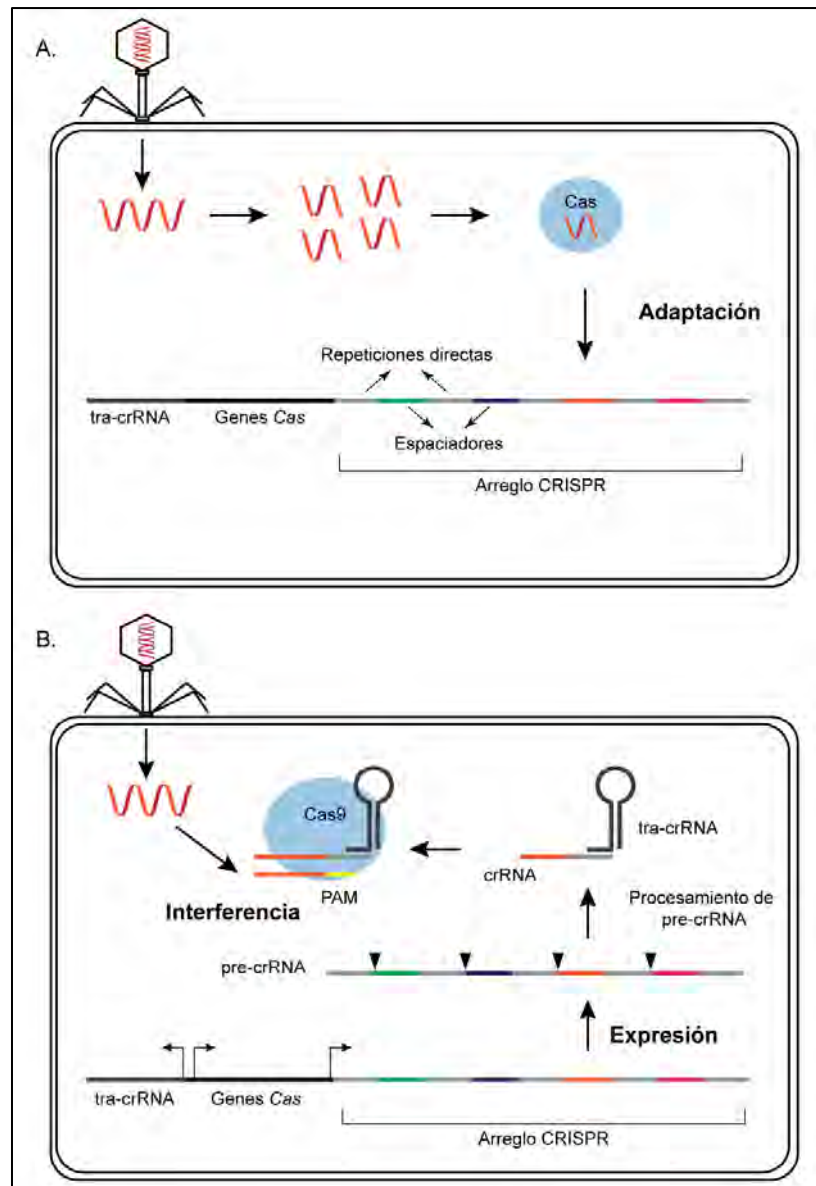 A.
Cas
Adaptación
Repeticiones directas
tra-crRNA
Genes Cas
Espaciadores
Arreglo CRISPR
B.
Cas9
tra-crRNA
crRNA
PAM
Interferencia
Procesamiento de
pre-crRNA
pre-crRNA
Expresión
tra-crRNA
Genes Cas
Arreglo CRISPR